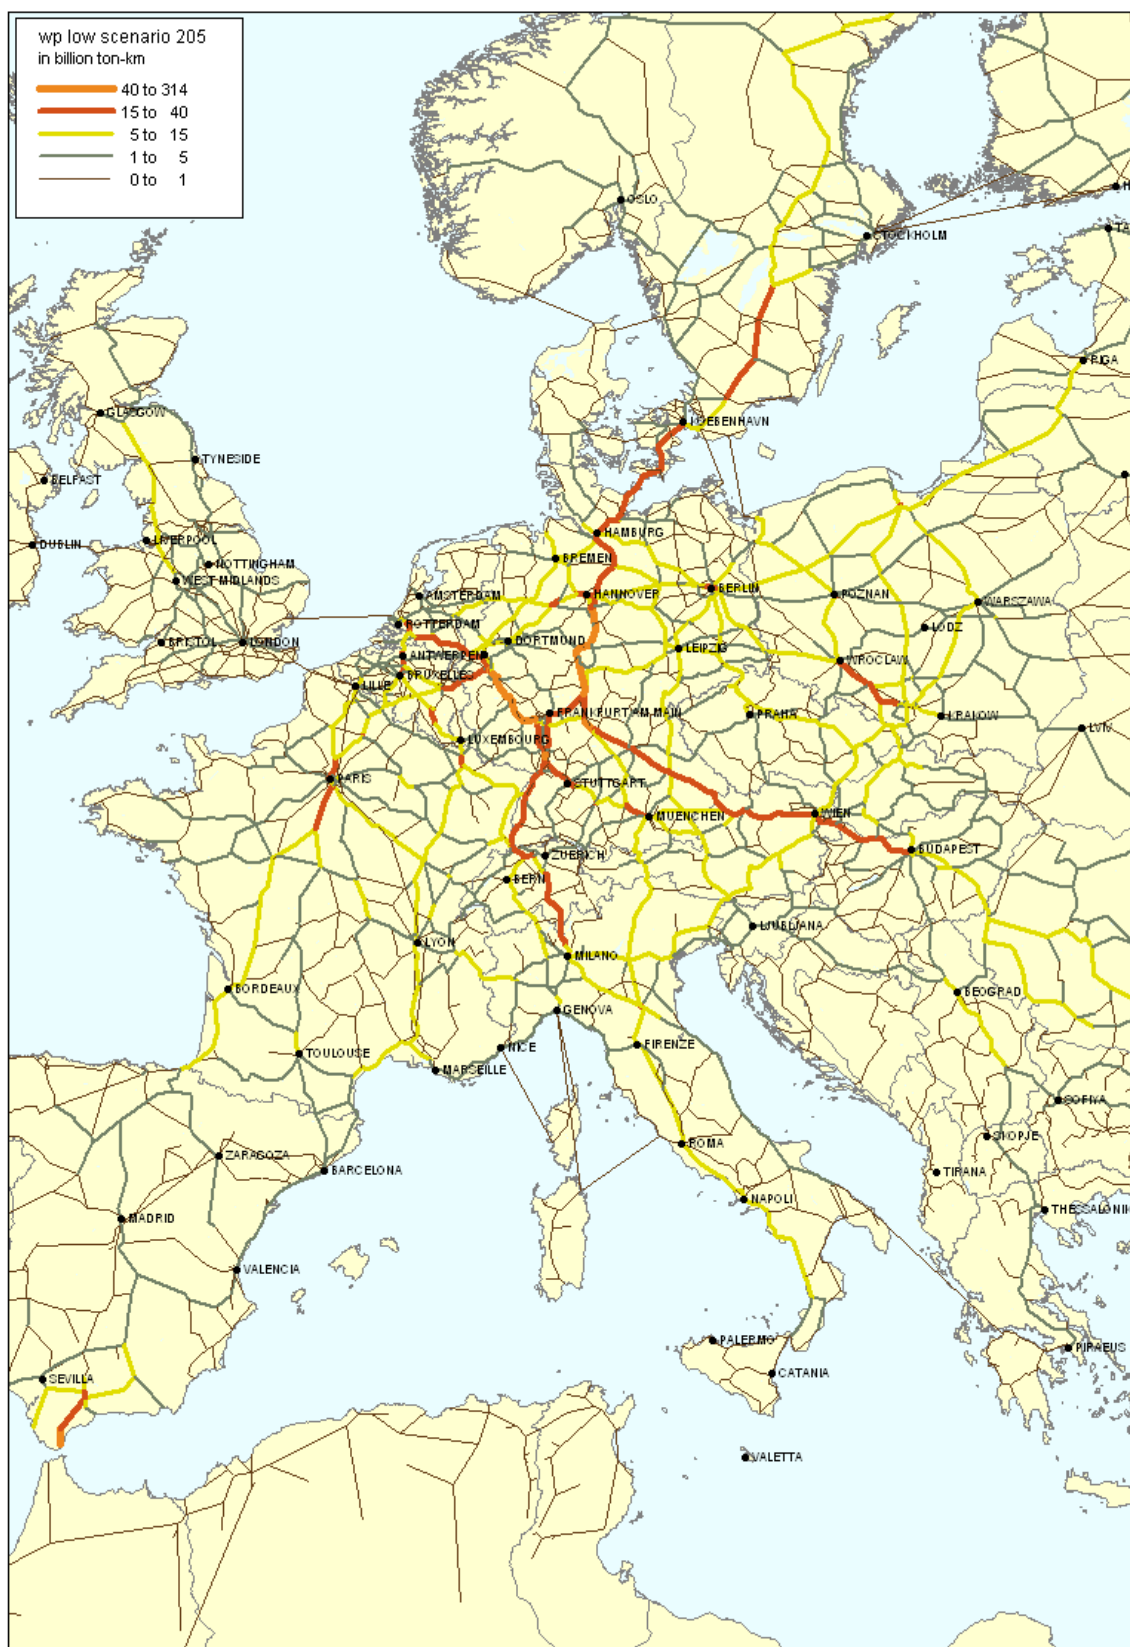 wp low scenario 205
in billion ton-km
40 to 314
15 to 40
5 to 15
1 to 5
0 to 1
OSLO
STOCKHOLM
H
TA
RIGA
GLASGOW
KOEBENHAVN
TYNESIDE
BELFAST
HAMBURG
DUBLIN
LIVERPOOL
BREMEN
NOTTINGHAM
WEST-MIDLANDS
AMSTERDAM
HANNOVER
BERLIN
POZNAN
WARSZAWA
ROTTERDAM
LODZ
BRISTOL
LONDON
DORTMUND
LEIPZIG
ANTWERPEN
WROCLAW
BRUXELLES
LILLE
FRANKFURT AM MAIN
PRAHA
KRAKOW
LVIV
LUXEMBOURG
PARIS
STUTTGART
MUENCHEN
WIEN
BUDAPEST
ZUERICH
BERN
LJUBLJANA
LYON
MILANO
BORDEAUX
BEOGRAD
GENOVA
TOULOUSE
NICE
FIRENZE
MARSEILLE
SOFIYA
ROMA
SKOPJE
ZARAGOZA
BARCELONA
TIRANA
NAPOLI
MADRID
THESSALONIK
VALENCIA
PALERMO
PIRAEUS
SEVILLA
CATANIA
VALETTA